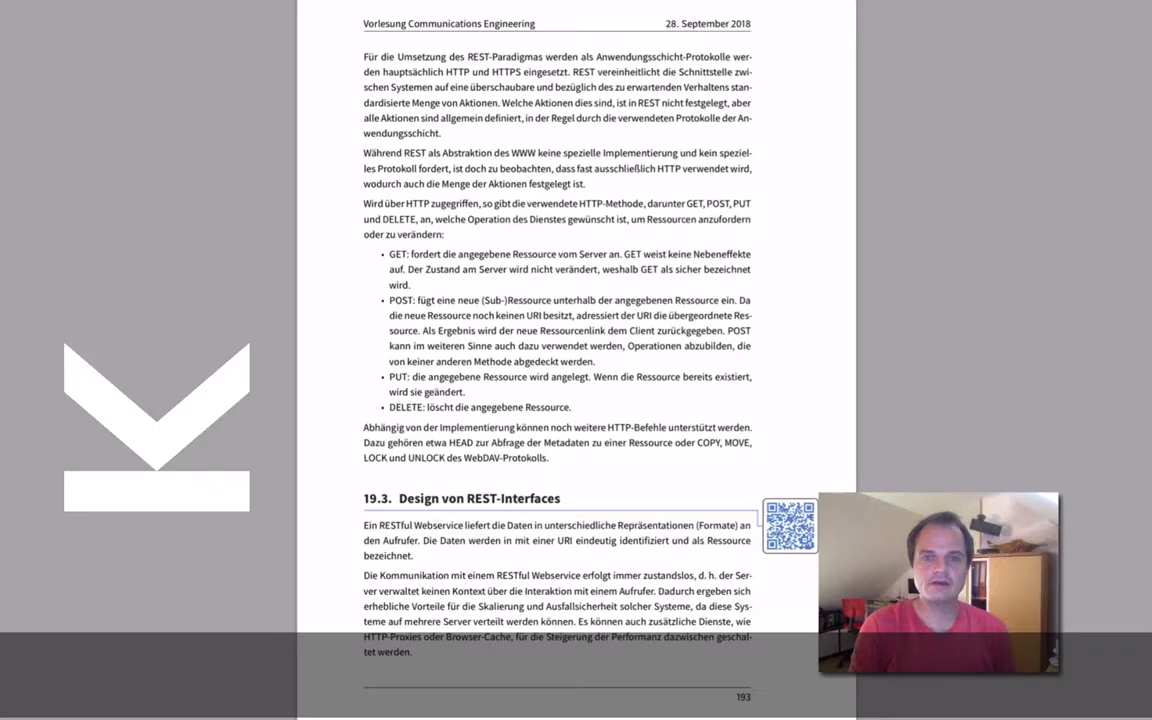 Vorlesung Communications Engineering 28. September 2018
Für die Umsetzung des REST-Paradigmas werden als Anwendungsschicht-Protokolle wer-
den hauptsächlich HTTP und HTTPS eingesetzt. REST vereinheitlicht die Schnittstelle zwi-
schen Systemen auf eine überschaubare und bezüglich des zu erwartenden Verhaltens stan-
dardisierte Menge von Aktionen. Welche Aktionen dies sind, ist in REST nicht festgelegt, aber
alle Aktionen sind allgemein definiert, in der Regel durch die verwendeten Protokolle der An-
wendungsschicht.
Während REST als Abstraktion des WWW keine spezielle Implementierung und kein speziel-
les Protokoll fordert, ist doch zu beobachten, dass fast ausschließlich HTTP verwendet wird,
wodurch auch die Menge der Aktionen festgelegt ist.
Wird über HTTP zugegriffen, so gibt die verwendete HTTP-Methode, darunter GET, POST, PUT
und DELETE, an, welche Operation des Dienstes gewünscht ist, um Ressourcen anzufordern
oder zu verändern:
• GET: fordert die angegebene Ressource vom Server an. GET weist keine Nebeneffekte
auf. Der Zustand am Server wird nicht verändert, weshalb GET als sicher bezeichnet
wird.
• POST: fügt eine neue (Sub-)Ressource unterhalb der angegebenen Ressource ein. Da
die neue Ressource noch keinen URI besitzt, adressiert der URI die übergeordnete Res-
source. Als Ergebnis wird der neue Ressourcenlink dem Client zurückgegeben. POST
kann im weiteren Sinne auch dazu verwendet werden, Operationen abzubilden, die
von keiner anderen Methode abgedeckt werden.
• PUT: die angegebene Ressource wird angelegt. Wenn die Ressource bereits existiert,
wird sie geändert.
• DELETE: löscht die angegebene Ressource.
Abhängig von der Implementierung können noch weitere HTTP-Befehle unterstützt werden.
Dazu gehören etwa HEAD zur Abfrage der Metadaten zu einer Ressource oder COPY, MOVE,
LOCK und UNLOCK des WebDAV-Protokolls.
19.3. Design von REST-Interfaces
Ein RESTful Webservice liefert die Daten in unterschiedliche Repräsentationen (Formate) an
den Aufrufer. Die Daten werden in mit einer URI eindeutig identifiziert und als Ressource
bezeichnet.
Die Kommunikation mit einem RESTful Webservice erfolgt immer zustandslos, d. h. der Ser-
ver verwaltet keinen Kontext über die Interaktion mit einem Aufrufer. Dadurch ergeben sich
erhebliche Vorteile für die Skalierung und Ausfallsicherheit solcher Systeme, da diese Sys-
teme auf mehrere Server verteilt werden können. Es können auch zusätzliche Dienste, wie
HTTP-Proxies oder Browser-Cache, für die Steigerung der Performanz dazwischen geschal-
tet werden.
193